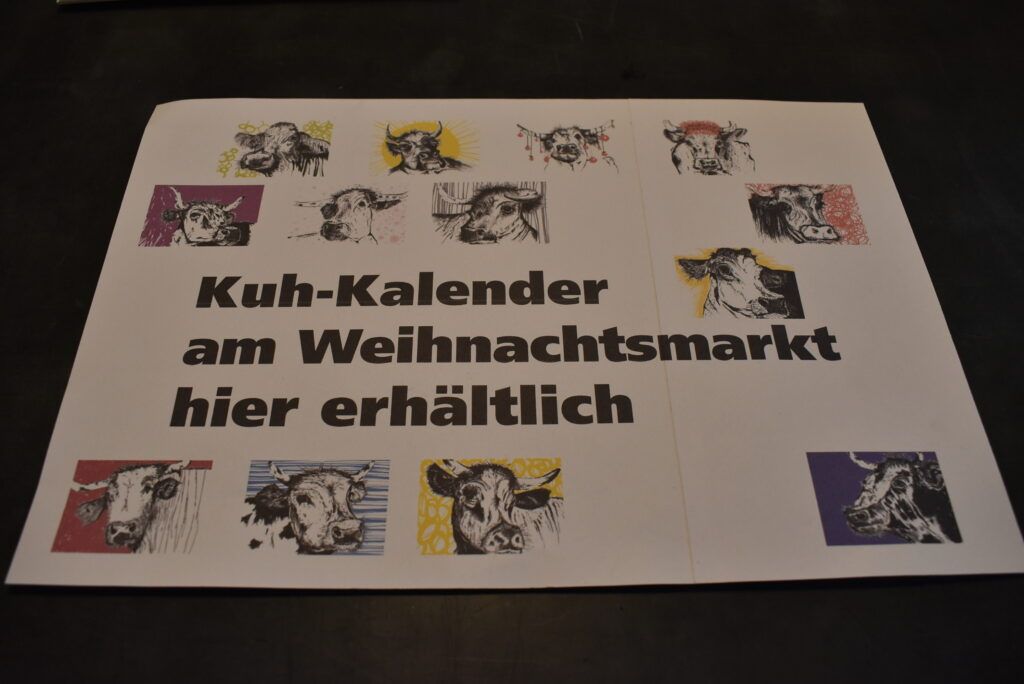 Kuh-Kalender
am Weihnachtsmarkt
hier erhältlich